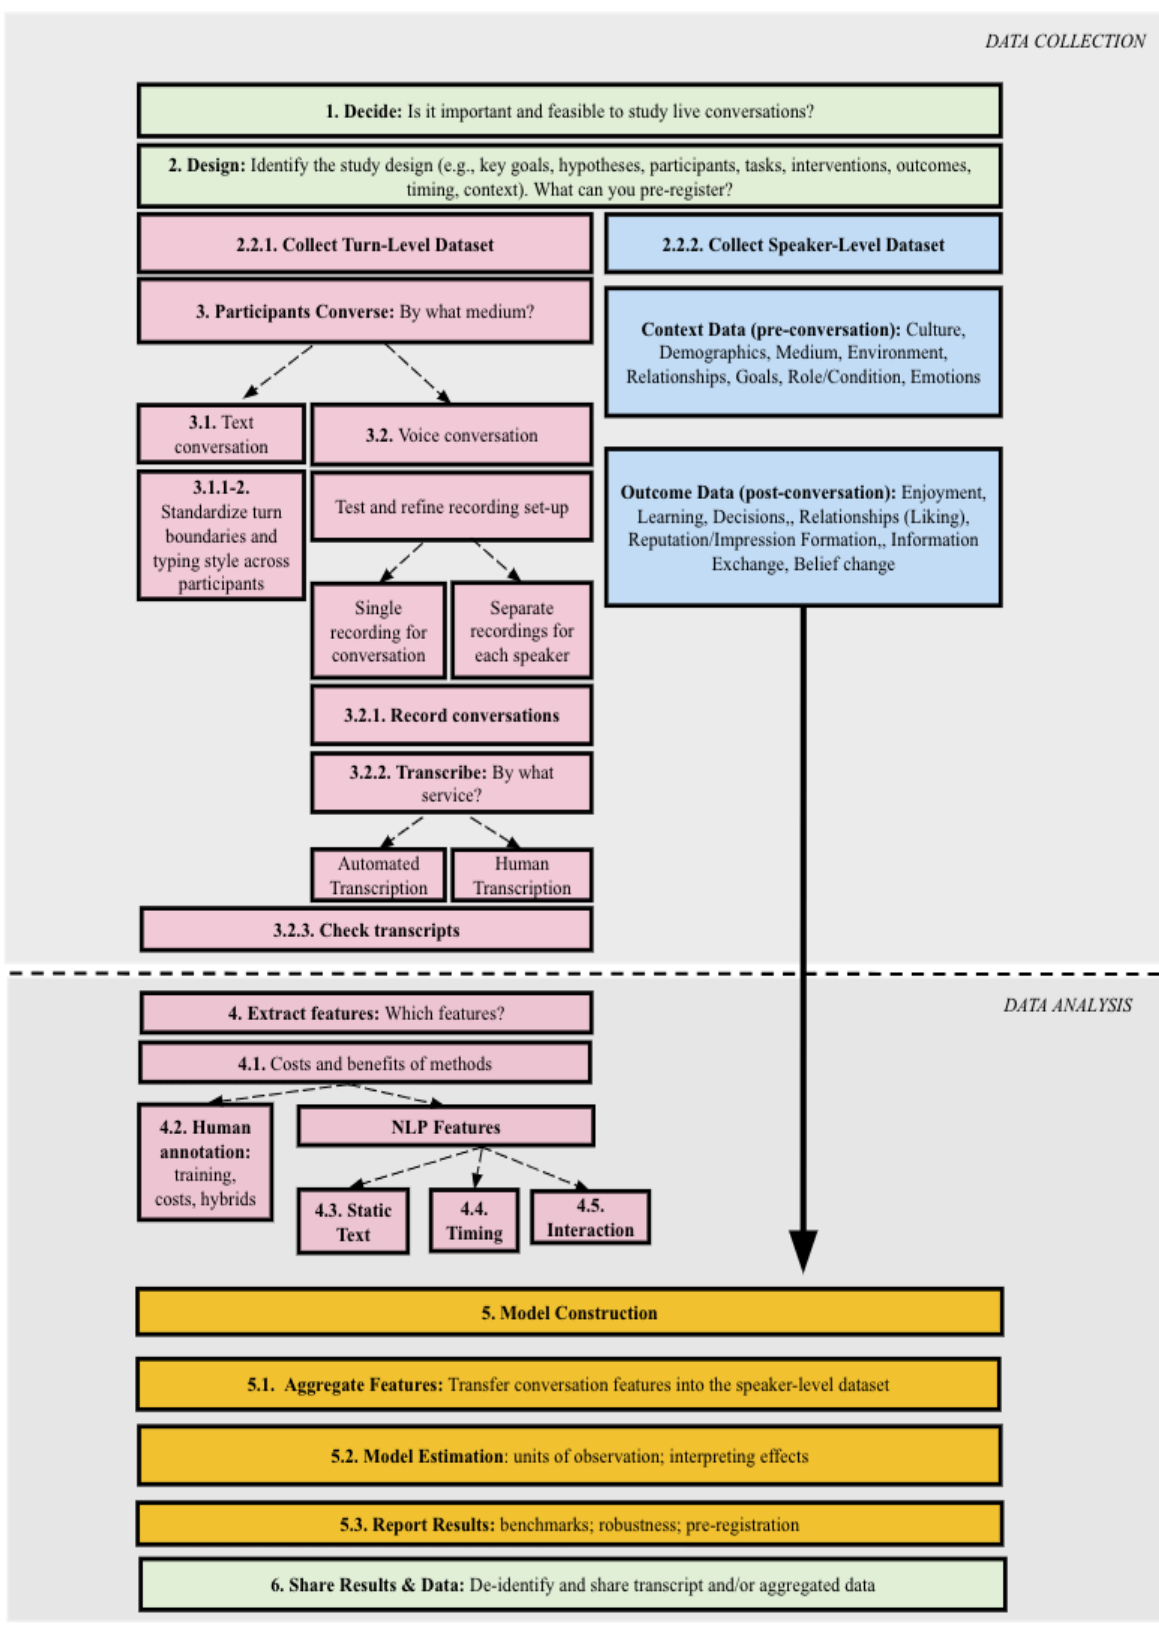 DATA COLLECTION
1. Decide: Is it important and feasible to study live conversations?
2. Design: Identify the study design (e.g., key goals, hypotheses, participants, tasks, interventions, outcomes,
timing, context). What can you pre-register?
2.2.1. Collect Turn-Level Dataset
2.2.2. Collect Speaker-Level Dataset
3. Participants Converse: By what medium?
Context Data (pre-conversation): Culture,
Demographics, Medium, Environment,
Relationships, Goals, Role/Condition, Emotions
3.1. Text
conversation
3.2. Voice conversation
3.1.1-2.
Standardize turn
boundaries and
typing style across
participants
Test and refine recording set-up
Outcome Data (post-conversation): Enjoyment,
Learning, Decisions,, Relationships (Liking),
Reputation/Impression Formation,, Information
Exchange, Belief change
Single
recording for
conversation
Separate
recordings for
each speaker
3.2.1. Record conversations
3.2.2. Transcribe: By what
service?
Automated
Transcription
Human
Transcription
3.2.3. Check transcripts
DATA ANALYSIS
4. Extract features: Which features?
4.1. Costs and benefits of methods
4.2. Human
annotation:
training,
costs, hybrids
NLP Features
4.3. Static
Text
4.4.
Timing
4.5.
Interaction
5. Model Construction
5.1. Aggregate Features: Transfer conversation features into the speaker-level dataset
5.2. Model Estimation: units of observation; interpreting effects
5.3. Report Results: benchmarks; robustness; pre-registration
6. Share Results & Data: De-identify and share transcript and/or aggregated data